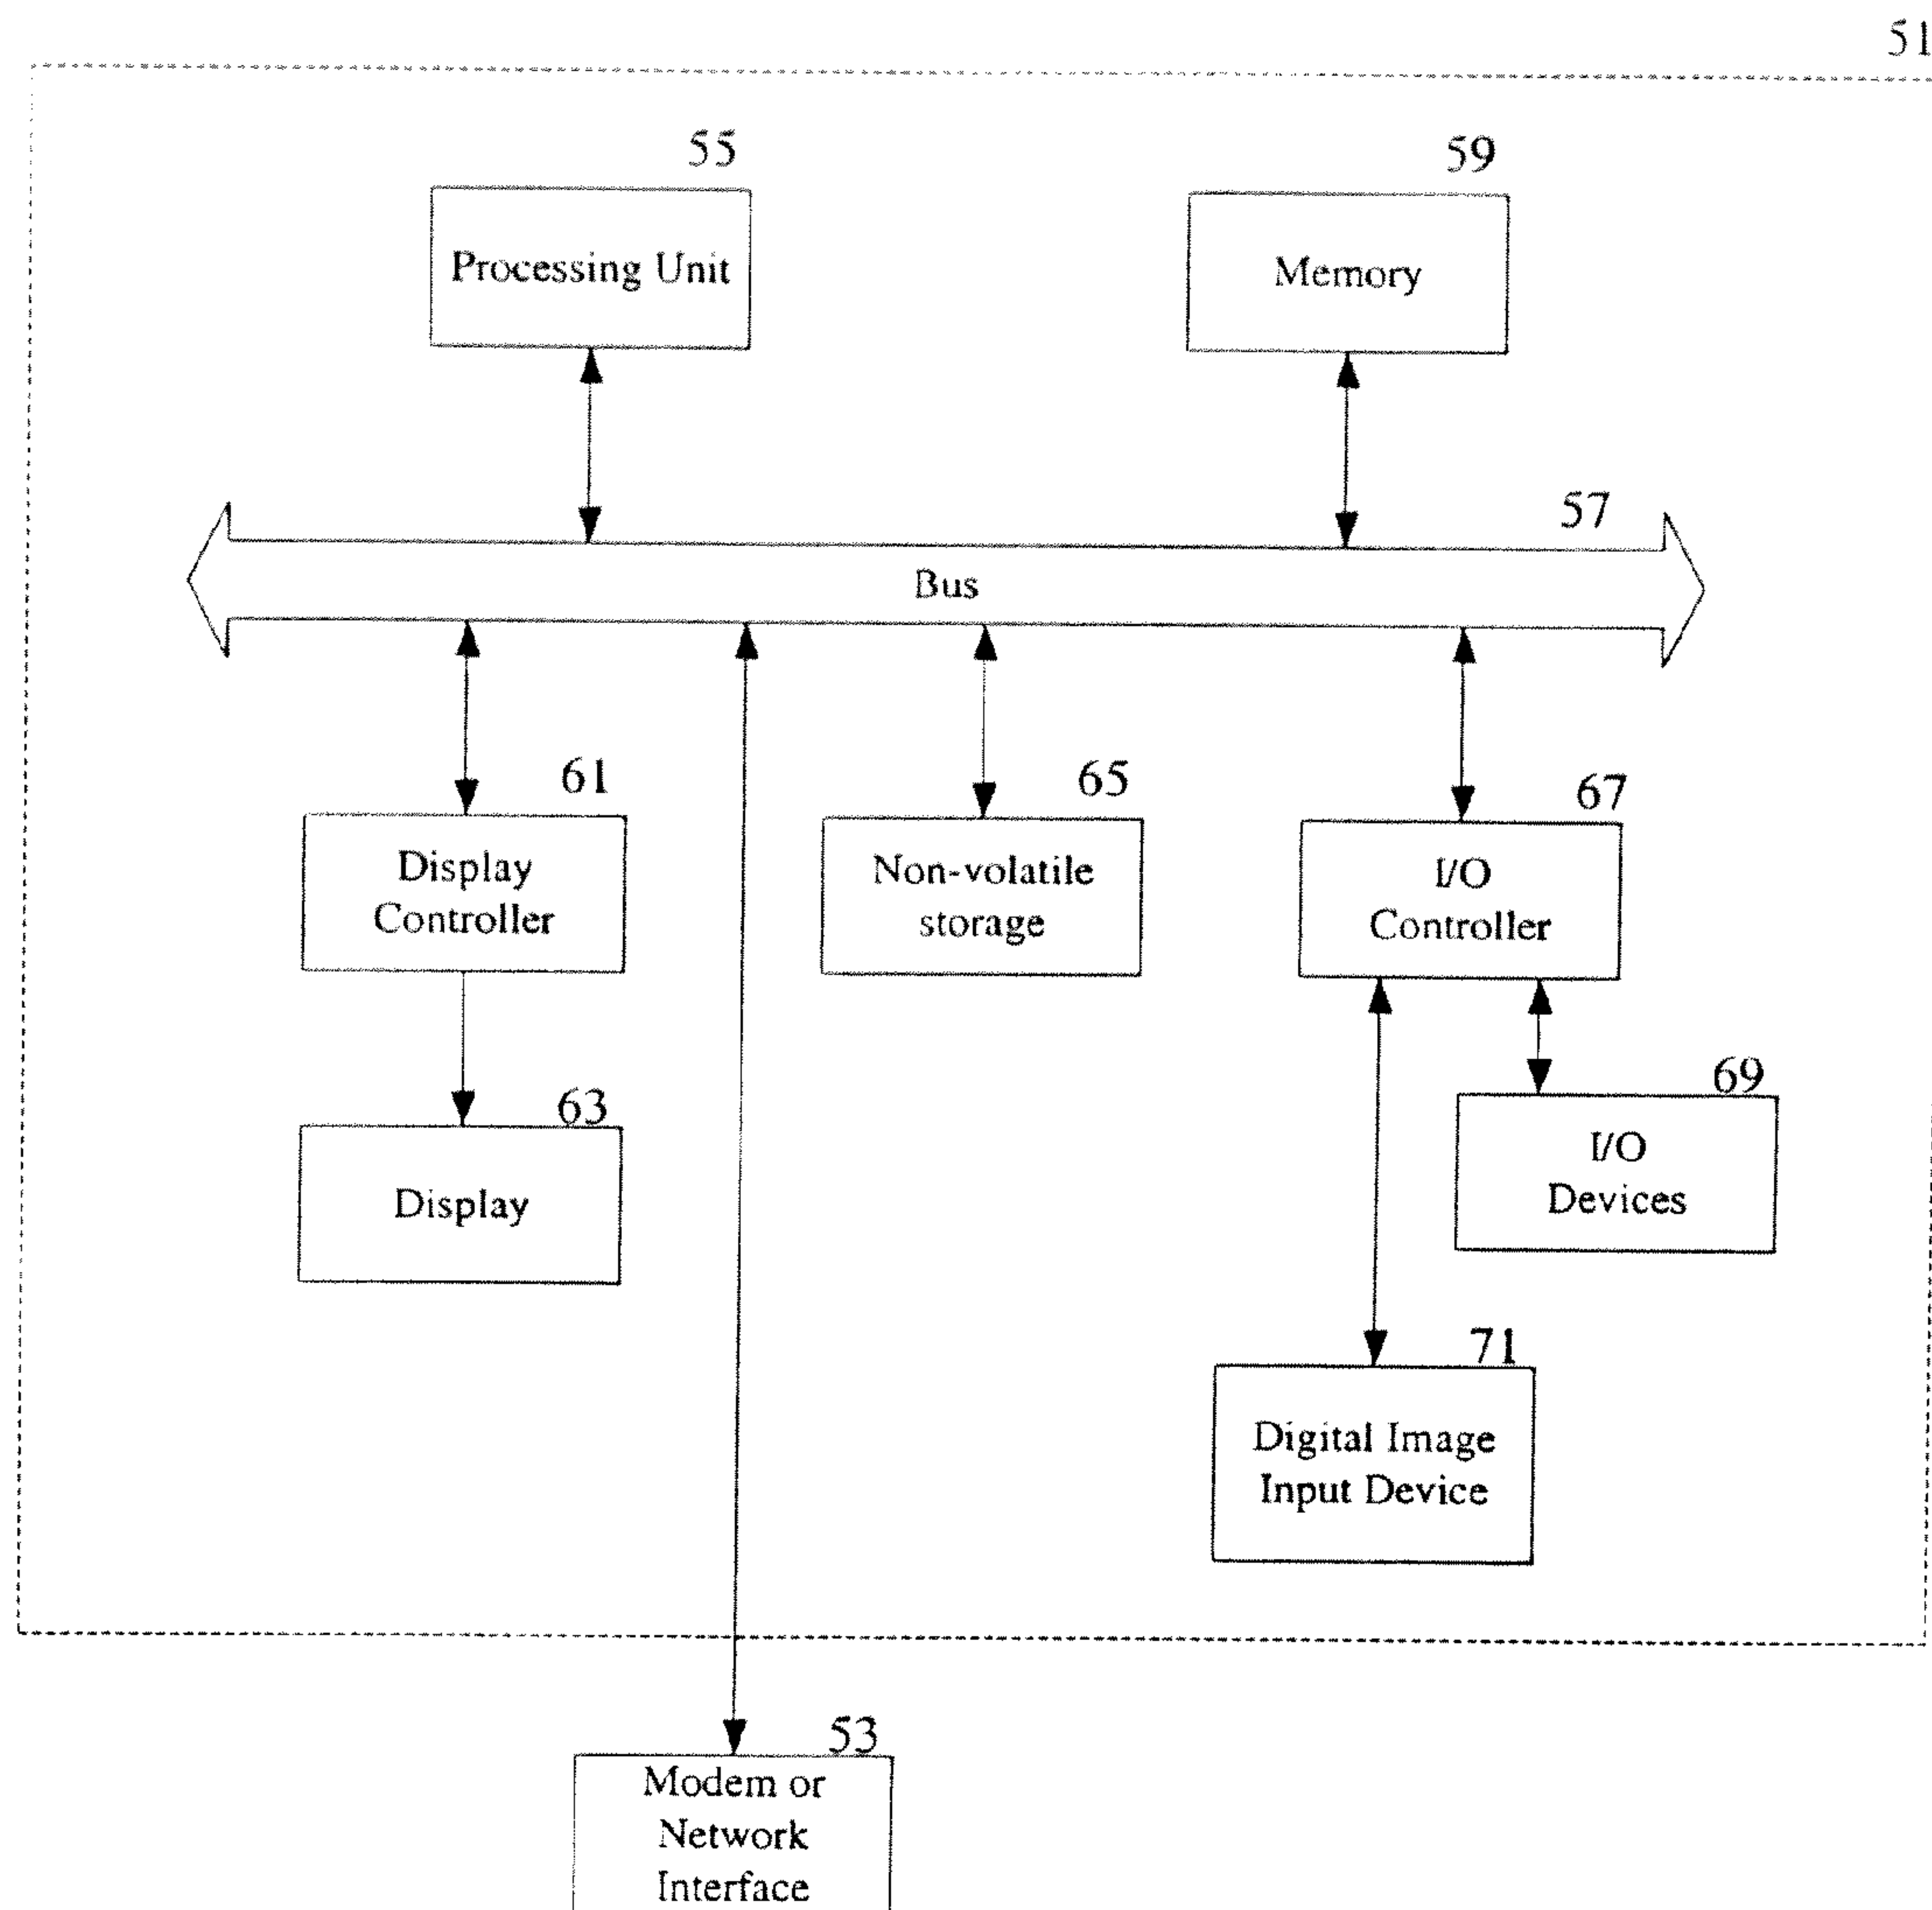 51
55
59
Processing Unit
Memory
57
Bus
61
65
67
Display
Controller
Non-volatile
storage
I/O
Controller
63
69
Display
I/O
Devices
71
Digital Image
Input Device
53
Modem or
Network
Interface